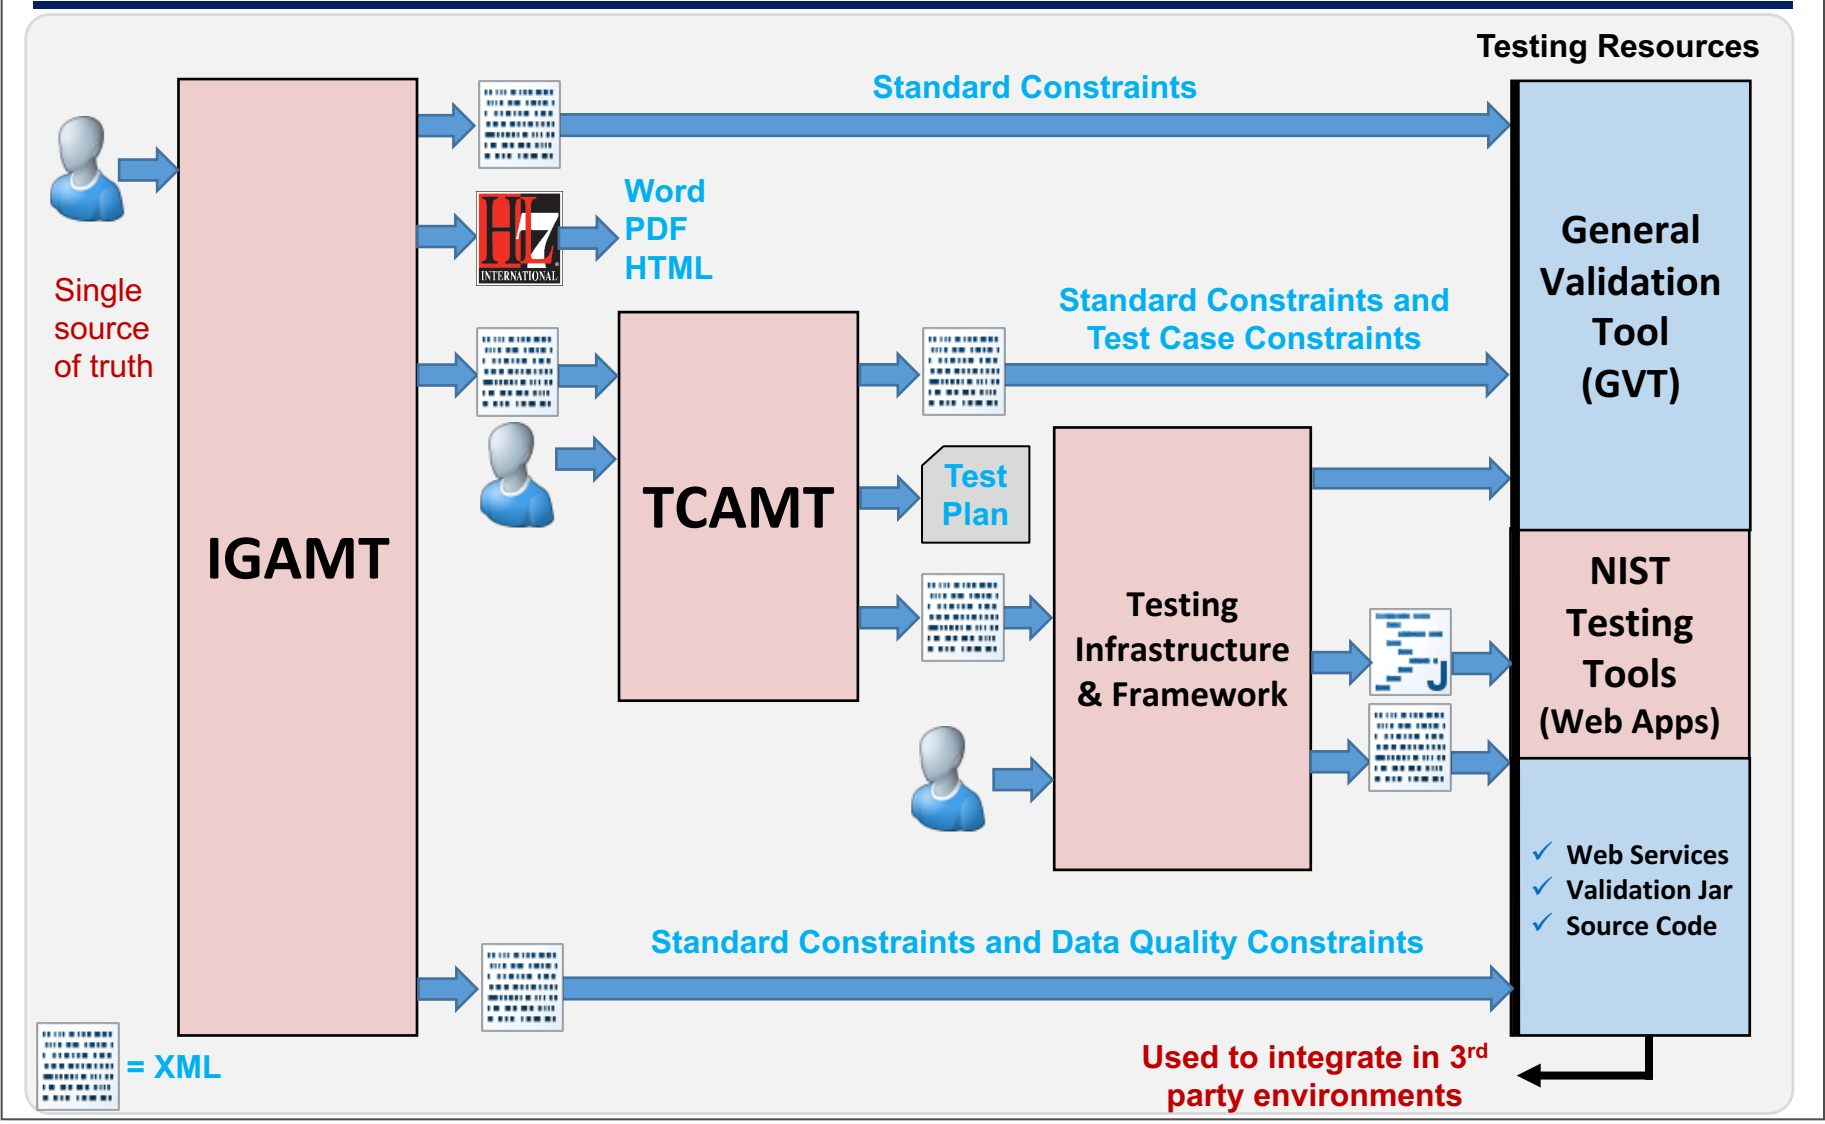 Testing Resources
Standard Constraints
Single
source
of truth
IGAMT
HL7
INTERNATIONAL
Word
PDF
HTML
TCAMT
Standard Constraints and
Test Case Constraints
Test
Plan
Testing
Infrastructure
& Framework
J
General
Validation
Tool
(GVT)
NIST
Testing
Tools
(Web Apps)
✓ Web Services
✓ Validation Jar
✓ Source Code
Standard Constraints and Data Quality Constraints
= XML
Used to integrate in 3rd
party environments